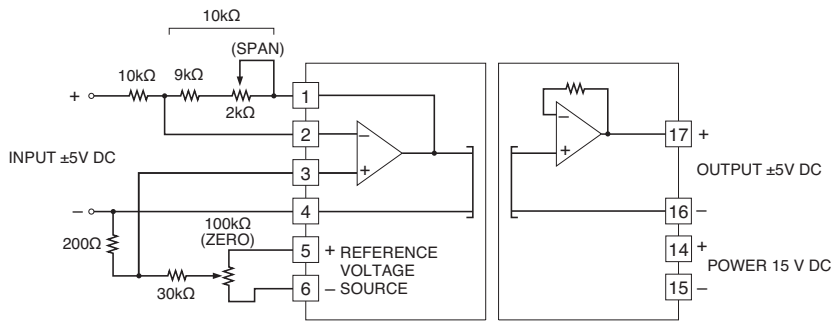 10kΩ
(SPAN)
10kΩ
9kΩ
2kΩ
+
1
2
3
4
5
6
−
+
INPUT ±5V DC
−
200Ω
30kΩ
100kΩ
(ZERO)
+ REFERENCE
VOLTAGE
− SOURCE
−
+
17 +
OUTPUT ±5V DC
16 −
14 +
POWER 15 V DC
15 −